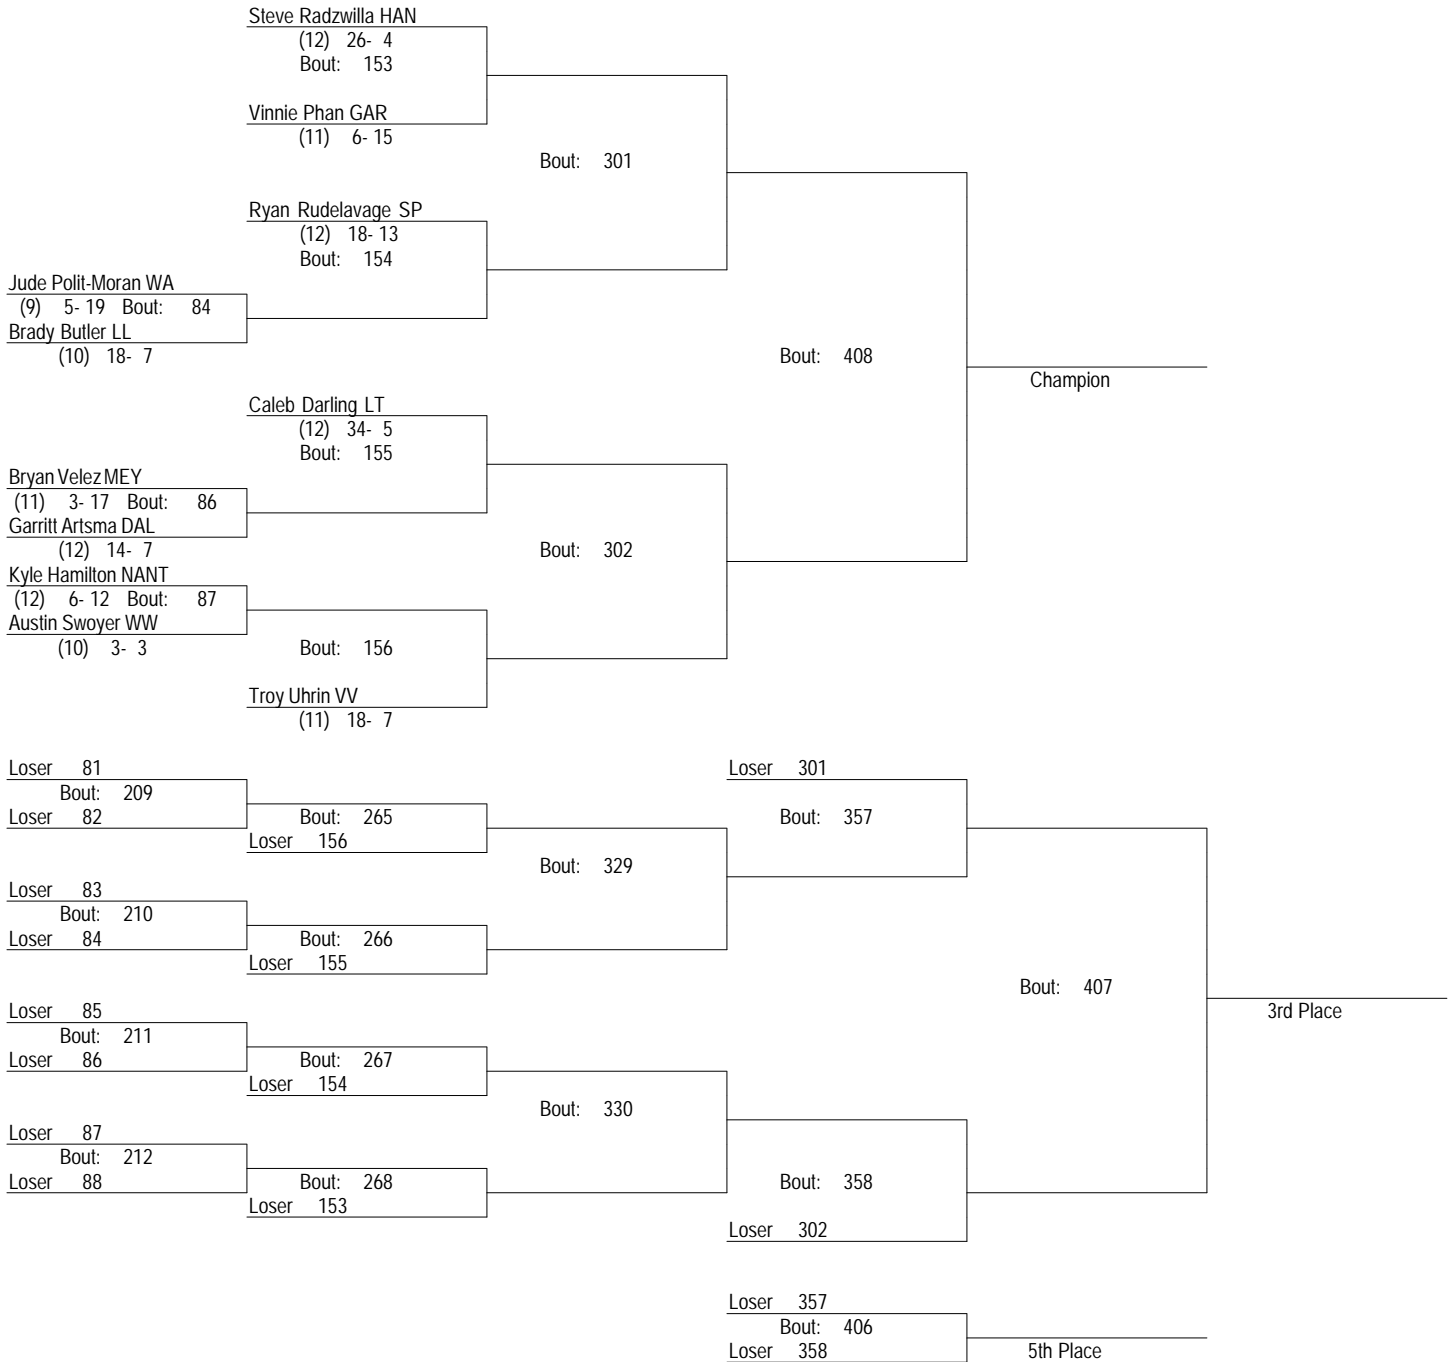 Steve Radzwilla HAN
(12) 26- 4
Bout: 153
Vinnie Phan GAR
(11) 6- 15
Bout: 301
Ryan Rudelavage SP
(12) 18- 13
Bout: 154
Jude Polit-Moran WA
(9) 5- 19 Bout: 84
Brady Butler LL
(10) 18- 7
Bout: 408
Champion
Caleb Darling LT
(12) 34- 5
Bout: 155
Bryan Velez MEY
(11) 3- 17 Bout: 86
Garritt Artsma DAL
(12) 14- 7
Bout: 302
Kyle Hamilton NANT
(12) 6- 12 Bout: 87
Austin Swoyer WW
(10) 3- 3
Bout: 156
Troy Uhrin VV
(11) 18- 7
Loser 81
Bout: 209
Loser 82
Bout: 265
Loser 156
Loser 301
Bout: 357
Bout: 329
Loser 83
Bout: 210
Loser 84
Bout: 266
Loser 155
Bout: 407
3rd Place
Loser 85
Bout: 211
Loser 86
Bout: 267
Loser 154
Bout: 330
Loser 87
Bout: 212
Loser 88
Bout: 268
Loser 153
Bout: 358
Loser 302
Loser 357
Bout: 406
Loser 358
5th Place